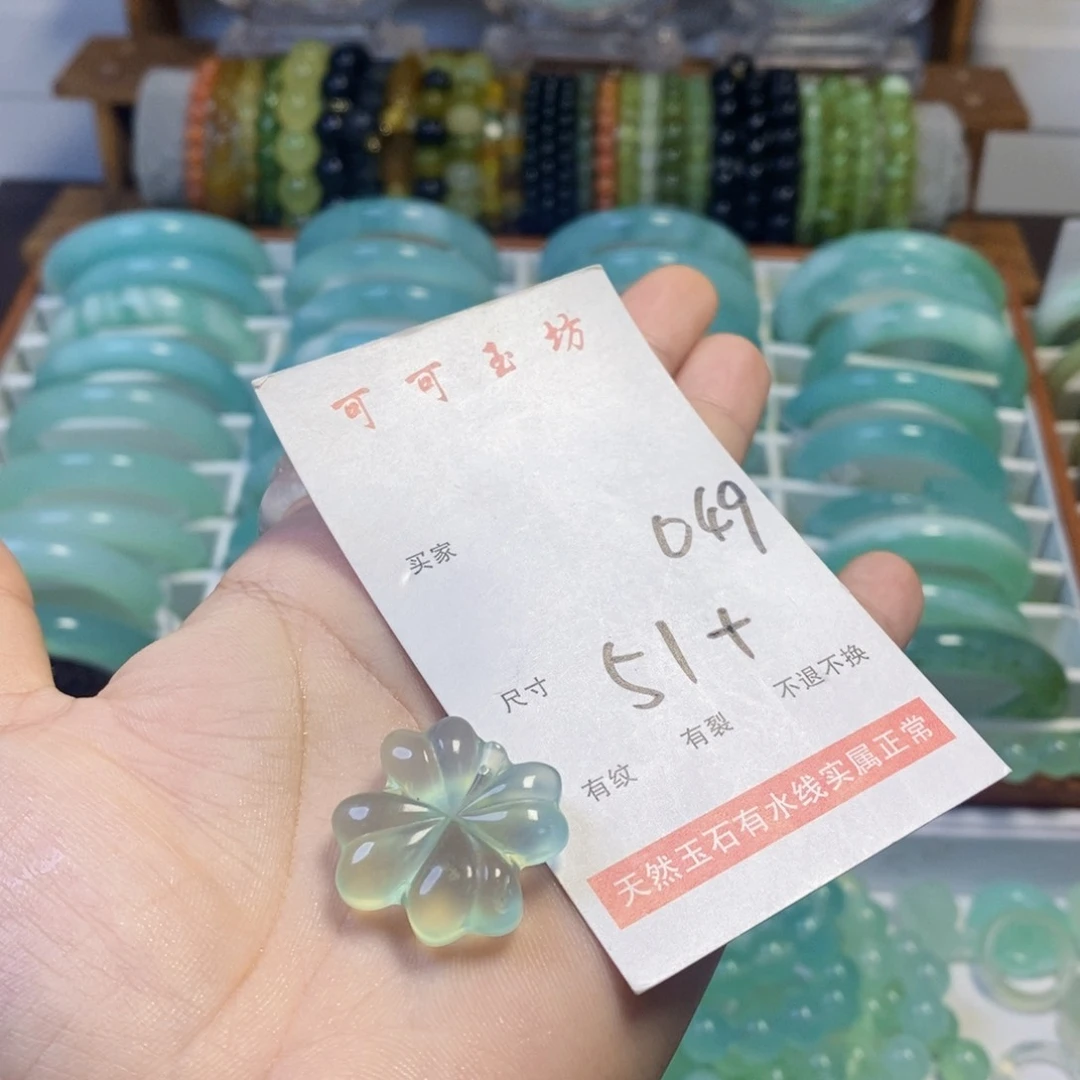 可可玉坊
买家 049
尺寸 51+
有纹 有裂 不退不换
天然玉石有水线实属正常